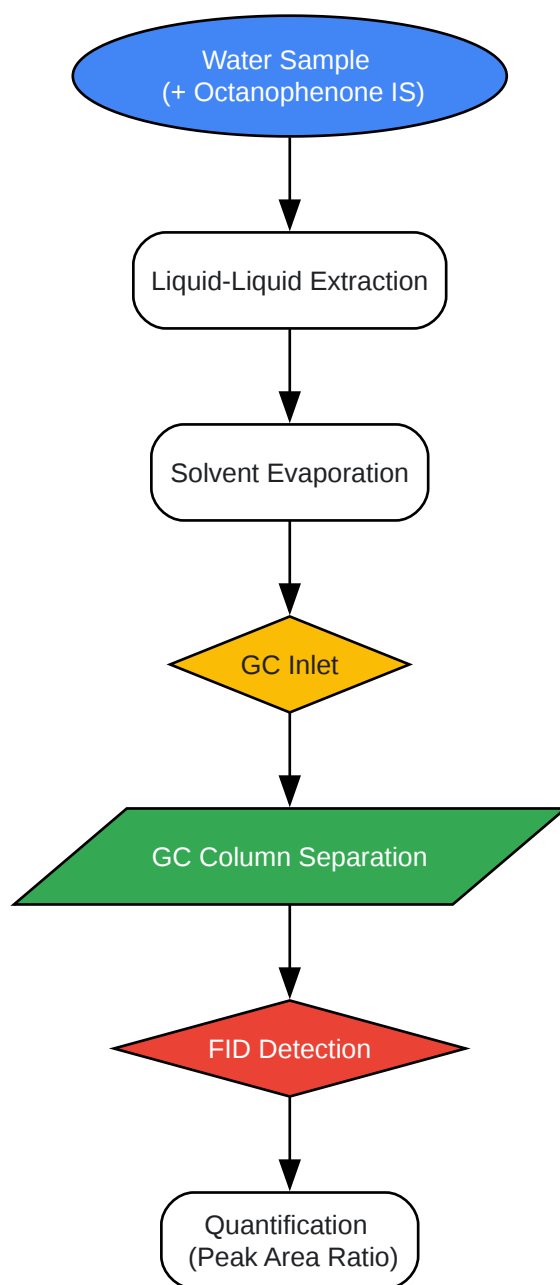 Water Sample
(+ Octanophenone IS)
Liquid-Liquid Extraction
Solvent Evaporation
GC Inlet
GC Column Separation
FID Detection
Quantification
(Peak Area Ratio)